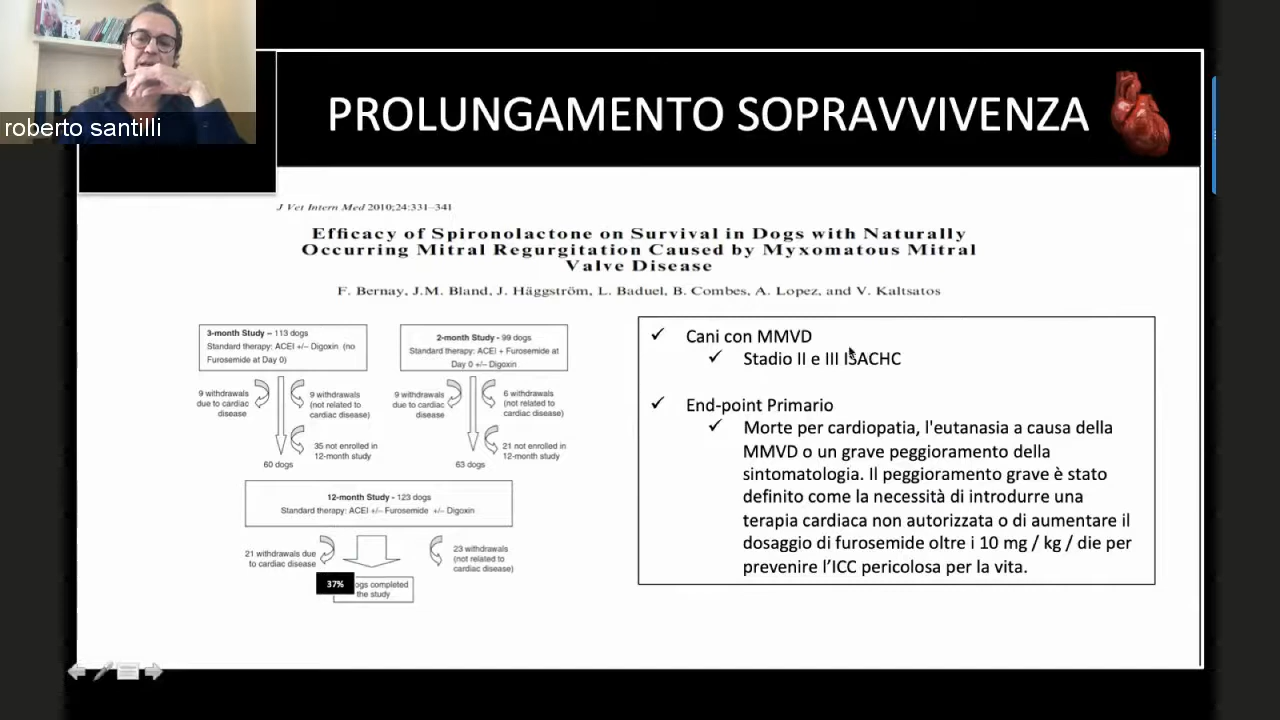 roberto santilli
PROLUNGAMENTO SOPRAVVIVENZA
J Vet Intern Med 2010;24:331–341
Efficacy of Spironolactone on Survival in Dogs with Naturally
Occurring Mitral Regurgitation Caused by Myxomatous Mitral
Valve Disease
F. Bernay, J.M. Bland, J. Häggström, L. Baduel, B. Combes, A. Lopez, and V. Kaltsatos
3-month Study – 113 dogs
Standard therapy: ACEI +/– Digoxin (no
Furosemide at Day 0)
2-month Study - 99 dogs
Standard therapy: ACEI + Furosemide at
Day 0 +/– Digoxin
9 withdrawals
due to cardiac
disease
9 withdrawals
(not related to
cardiac disease)
35 not enrolled in
12-month study
60 dogs
9 withdrawals
due to cardiac
disease
6 withdrawals
(not related to
cardiac disease)
21 not enrolled in
12-month study
63 dogs
12-month Study - 123 dogs
Standard therapy: ACEI +/– Furosemide +/– Digoxin
21 withdrawals due
to cardiac disease
23 withdrawals
(not related to
cardiac disease)
37%
ogs completed
the study
✓ Cani con MMVD
✓ Stadio II e III ISACHC
✓ End-point Primario
✓ Morte per cardiopatia, l'eutanasia a causa della
MMVD o un grave peggioramento della
sintomatologia. Il peggioramento grave è stato
definito come la necessità di introdurre una
terapia cardiaca non autorizzata o di aumentare il
dosaggio di furosemide oltre i 10 mg / kg / die per
prevenire l’ICC pericolosa per la vita.